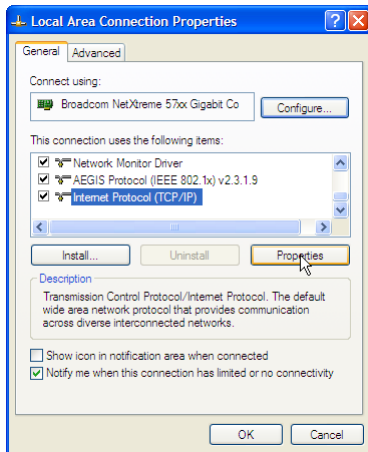 Local Area Connection Properties
General Advanced
Connect using:
Broadcom NetXtreme 57xx Gigabit Co Configure...
This connection uses the following items:
Network Monitor Driver
AEGIS Protocol (IEEE 802.1x) v2.3.1.9
Internet Protocol (TCP/IP)
Install... Uninstall Properties
Description
Transmission Control Protocol/Internet Protocol. The default
wide area network protocol that provides communication
across diverse interconnected networks.
Show icon in notification area when connected
Notify me when this connection has limited or no connectivity
OK Cancel